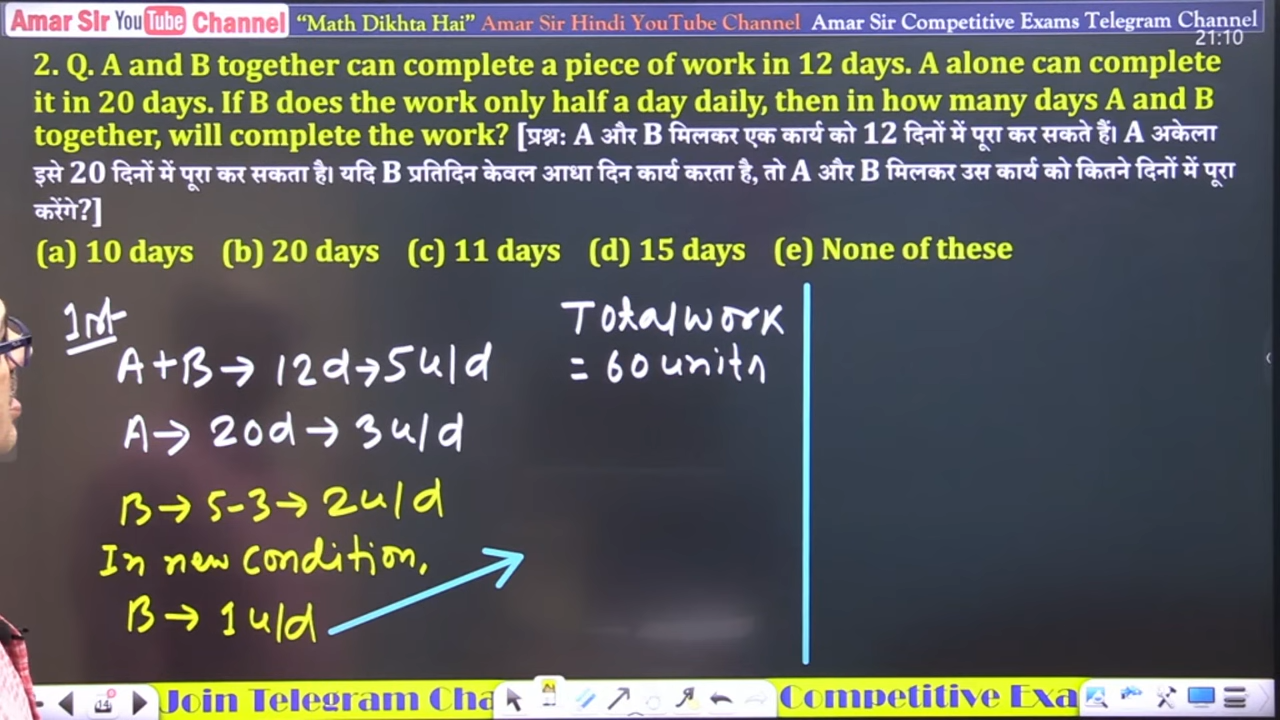 Amar SIr YouTube Channel “Math Dikhta Hai” Amar Sir Hindi YouTube Channel Amar Sir Competitive Exams Telegram Channel
21:10
2. Q. A and B together can complete a piece of work in 12 days. A alone can complete
it in 20 days. If B does the work only half a day daily, then in how many days A and B
together, will complete the work? [प्रश्न: A और B मिलकर एक कार्य को 12 दिनों में पूरा कर सकते हैं। A अकेला
इसे 20 दिनों में पूरा कर सकता है। यदि B प्रतिदिन केवल आधा दिन कार्य करता है, तो A और B मिलकर उस कार्य को कितने दिनों में पूरा
करेंगे?]
(a) 10 days (b) 20 days (c) 11 days (d) 15 days (e) None of these
1st
A+B→ 12d→5u/d
A→ 20d→ 3u/d
B→ 5-3→ 2u/d
In new condition,
B→ 1u/d
Total work
= 60 units
14
Join Telegram Cha
Competitive Exa